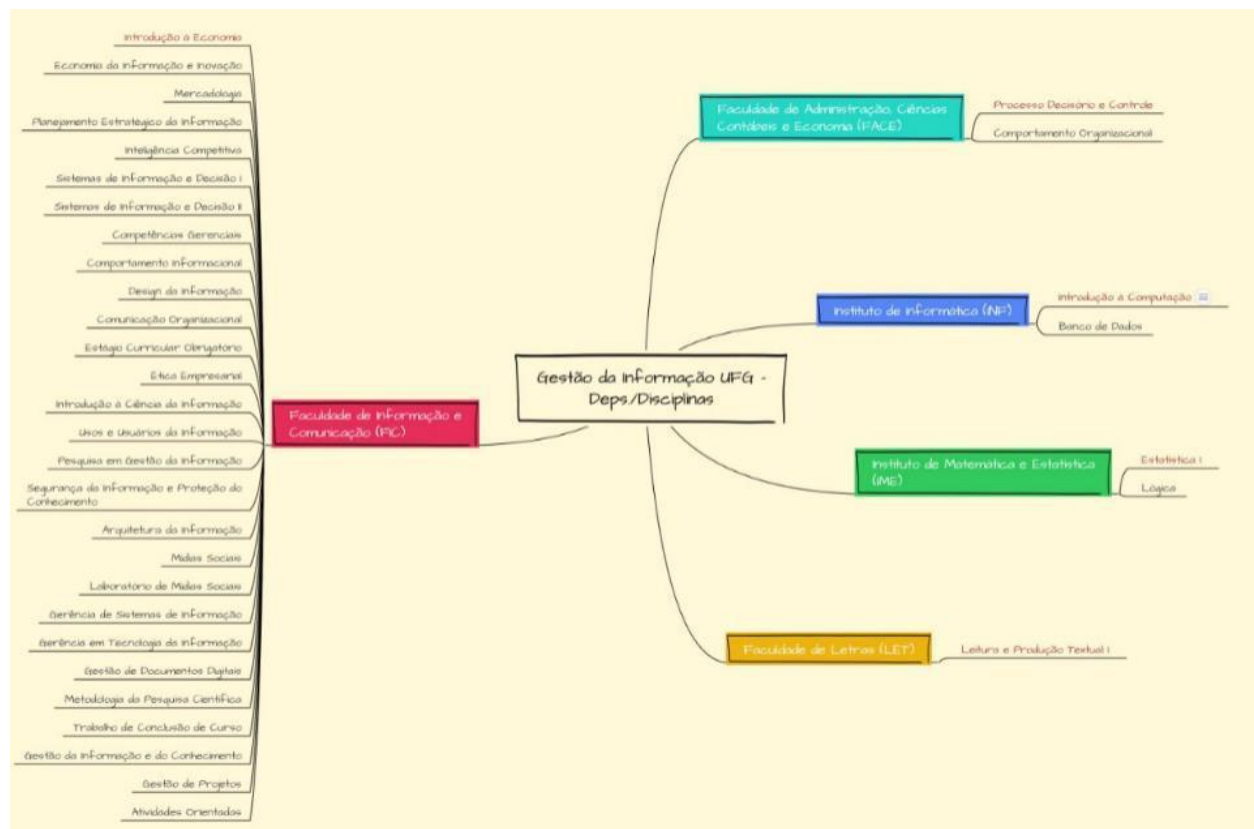 Introdução à Economia
Economia da Informação e Inovação
Mercadologia
Planejamento Estratégico da Informação
Inteligência Competitiva
Sistemas de Informação e Decisão I
Sistemas de Informação e Decisão II
Competências Gerenciais
Comportamento Informacional
Design da Informação
Comunicação Organizacional
Estágio Curricular Obrigatório
Ética Empresarial
Introdução à Ciência da Informação
Usos e Usuários da Informação
Pesquisa em Gestão da Informação
Segurança da Informação e Proteção do
Conhecimento
Arquitetura da Informação
Mídias Sociais
Laboratório de Mídias Sociais
Gerência de Sistemas de Informação
Gerência em Tecnologia da Informação
Gestão de Documentos Digitais
Metodologia da Pesquisa Científica
Trabalho de Conclusão de Curso
Gestão da Informação e do Conhecimento
Gestão de Projetos
Atividades Orientadas
Faculdade de Informação e
Comunicação (FIC)
Gestão da Informação UFG -
Deps./Disciplinas
Faculdade de Administração, Ciências
Contábeis e Economia (FACE)
Processo Decisório e Controle
Comportamento Organizacional
Instituto de Informática (INF)
Introdução à Computação
Banco de Dados
Instituto de Matemática e Estatística
(IME)
Estatística I
Lógica
Faculdade de Letras (LET)
Leitura e Produção Textual I